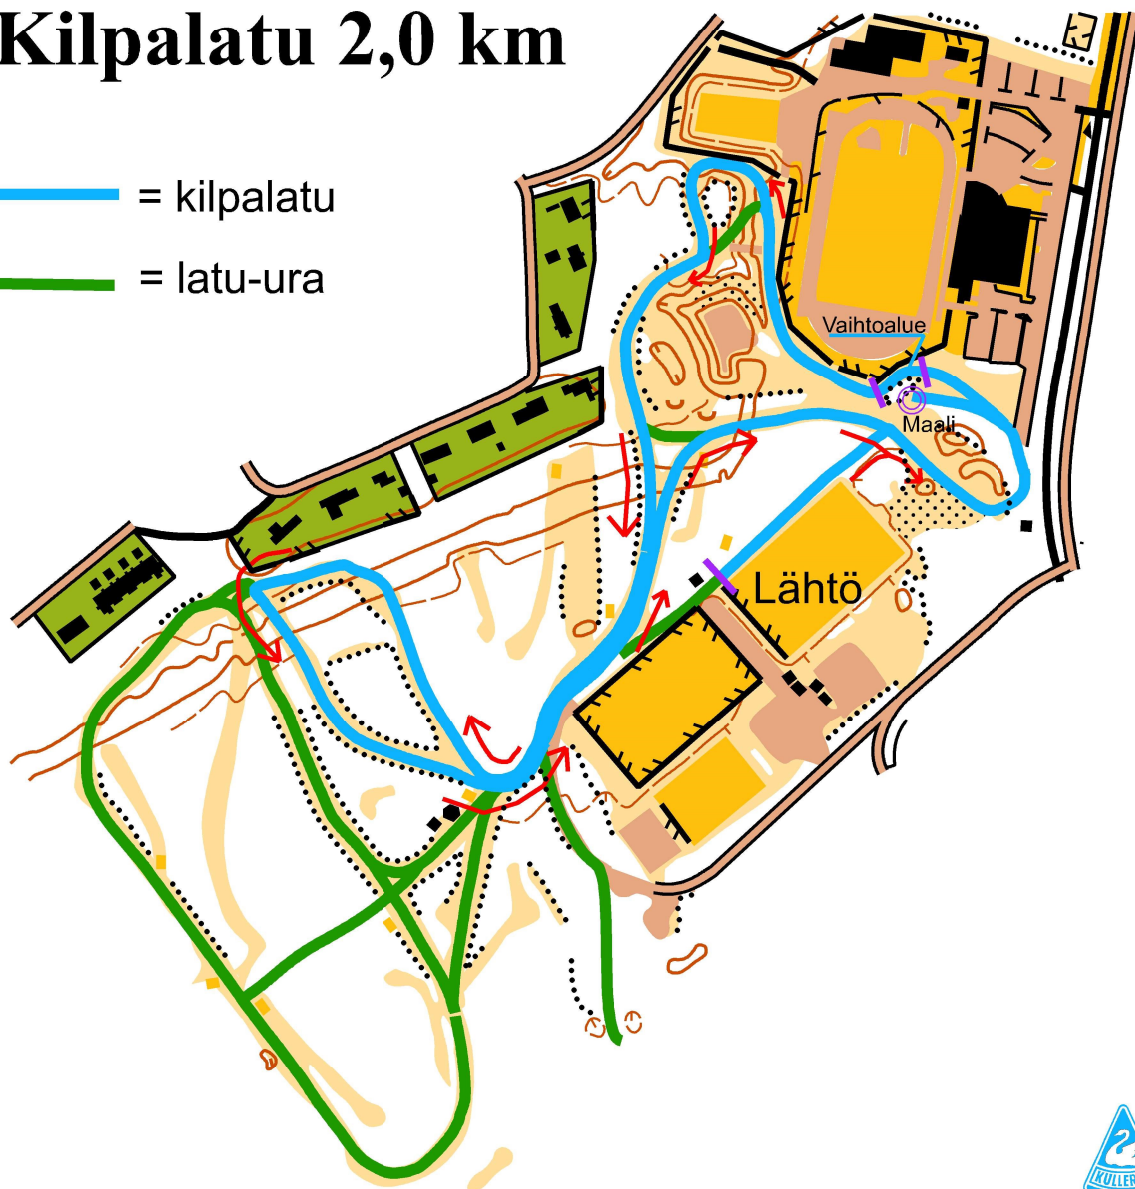 Kilpalatu 2,0 km
= kilpalatu
= latu-ura
Vaihtoalue
Maali
Lähtö